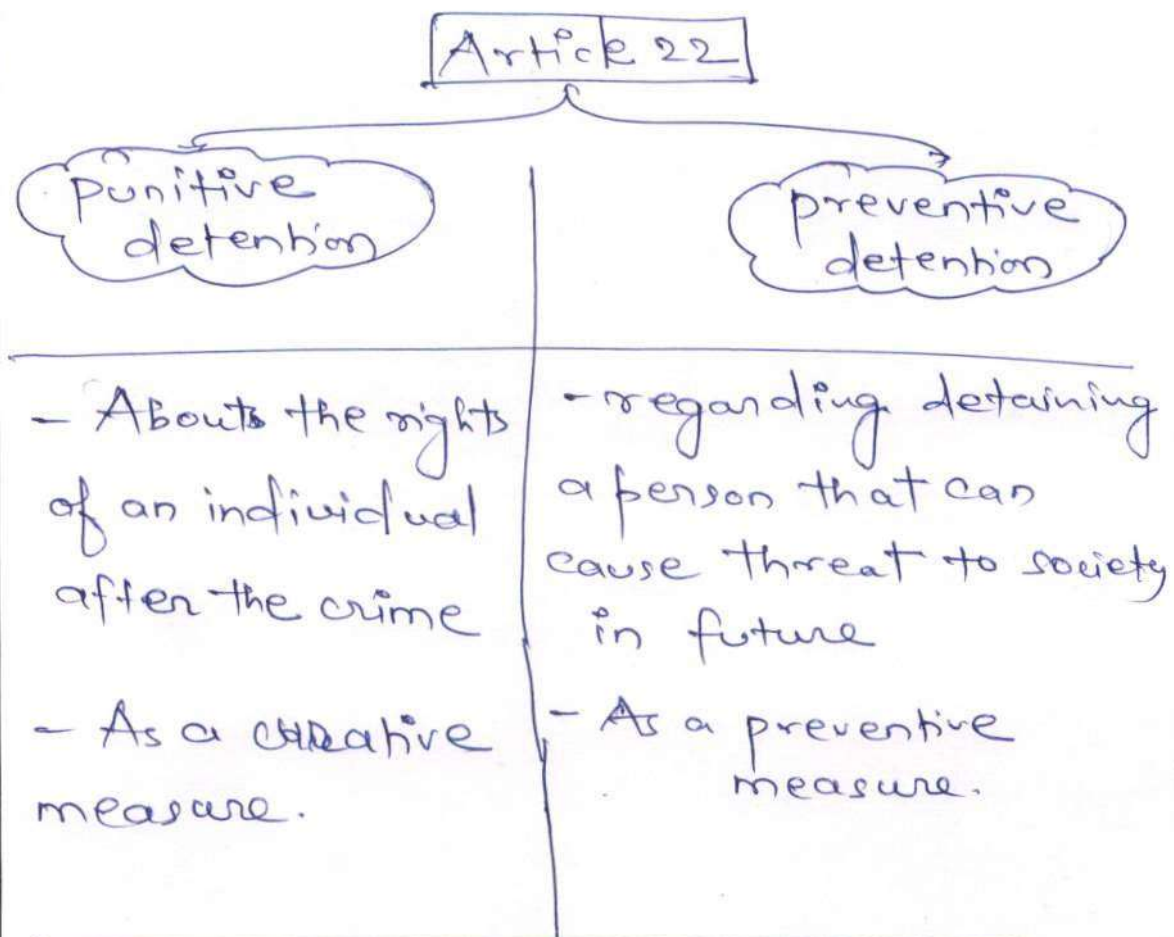 Article 22
punitive
detention
preventive
detention
- Abouts the rights
of an individual
after the crime
- As a curative
measure.
- regarding detaining
a person that can
cause threat to society
in future
- As a preventive
measure.